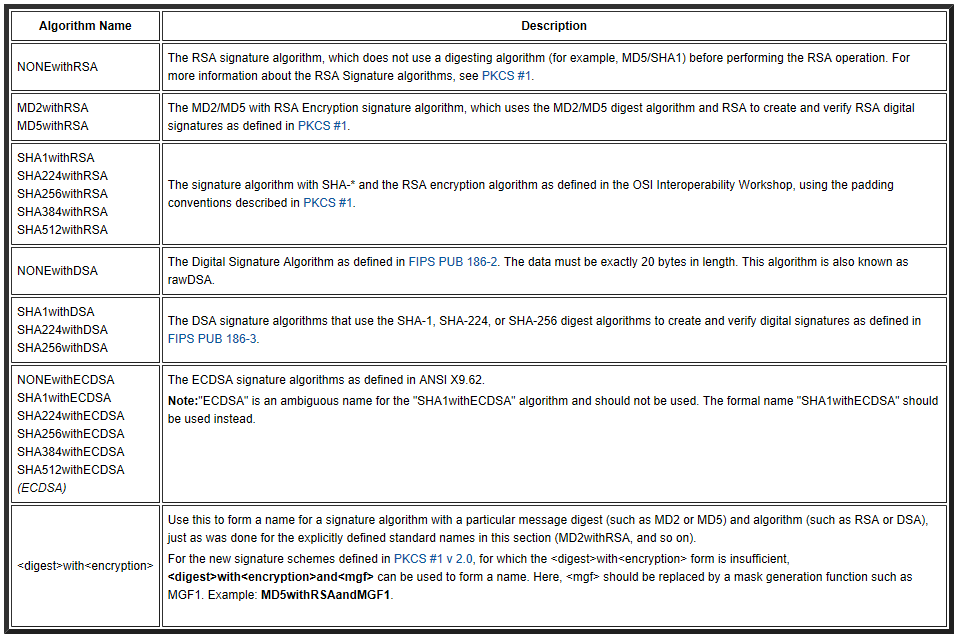 Algorithm Name
Description
NONEwithRSA
The RSA signature algorithm, which does not use a digesting algorithm (for example, MD5/SHA1) before performing the RSA operation. For
more information about the RSA Signature algorithms, see PKCS #1.
MD2withRSA
MD5withRSA
The MD2/MD5 with RSA Encryption signature algorithm, which uses the MD2/MD5 digest algorithm and RSA to create and verify RSA digital
signatures as defined in PKCS #1.
SHA1withRSA
SHA224withRSA
SHA256withRSA
SHA384withRSA
SHA512withRSA
The signature algorithm with SHA-* and the RSA encryption algorithm as defined in the OSI Interoperability Workshop, using the padding
conventions described in PKCS #1.
NONEwithDSA
The Digital Signature Algorithm as defined in FIPS PUB 186-2. The data must be exactly 20 bytes in length. This algorithm is also known as
rawDSA.
SHA1withDSA
SHA224withDSA
SHA256withDSA
The DSA signature algorithms that use the SHA-1, SHA-224, or SHA-256 digest algorithms to create and verify digital signatures as defined in
FIPS PUB 186-3.
NONEwithECDSA
SHA1withECDSA
SHA224withECDSA
SHA256withECDSA
SHA384withECDSA
SHA512withECDSA
(ECDSA)
The ECDSA signature algorithms as defined in ANSI X9.62.
Note:"ECDSA" is an ambiguous name for the "SHA1withECDSA" algorithm and should not be used. The formal name "SHA1withECDSA" should
be used instead.
<digest>with<encryption>
Use this to form a name for a signature algorithm with a particular message digest (such as MD2 or MD5) and algorithm (such as RSA or DSA),
just as was done for the explicitly defined standard names in this section (MD2withRSA, and so on).
For the new signature schemes defined in PKCS #1 v 2.0, for which the <digest>with<encryption> form is insufficient,
<digest>with<encryption>and<mgf> can be used to form a name. Here, <mgf> should be replaced by a mask generation function such as
MGF1. Example: MD5withRSAandMGF1.